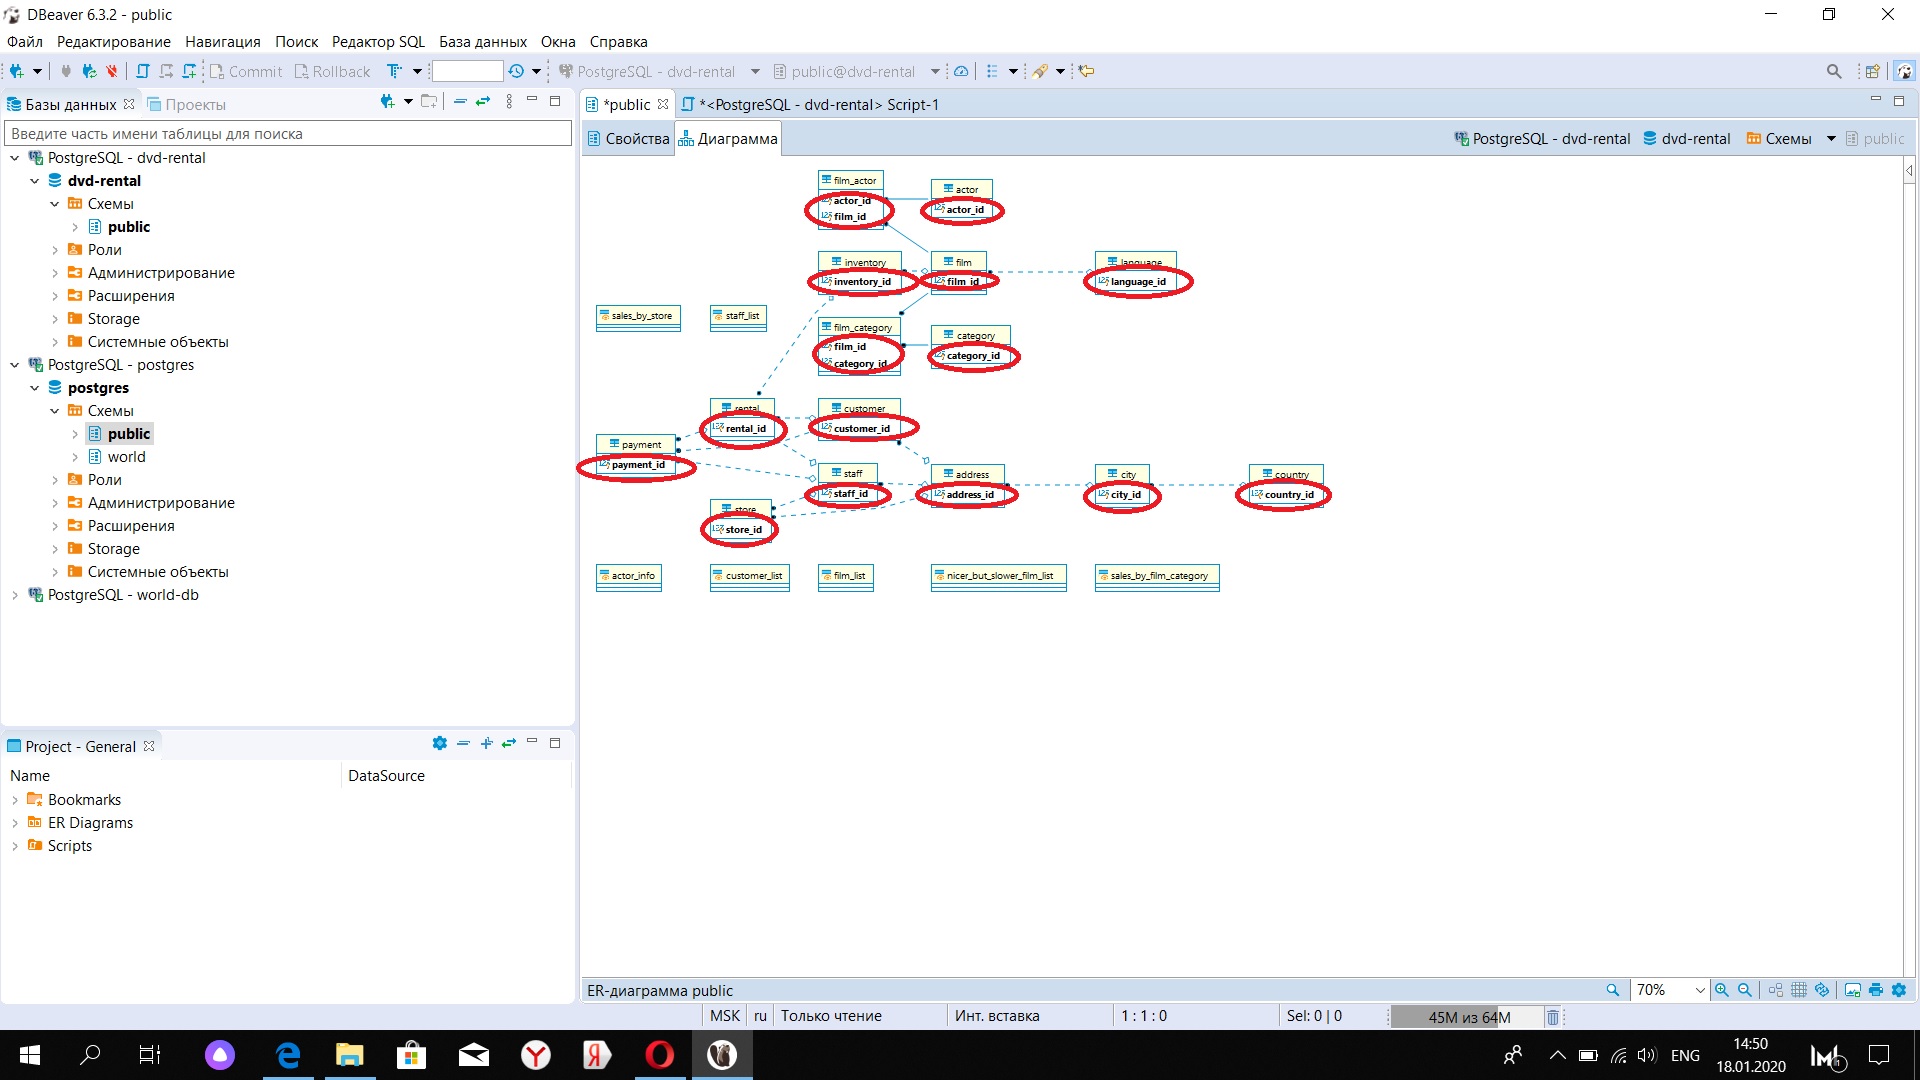 DBeaver 6.3.2 - public
Файл Редактирование Навигация Поиск Редактор SQL База данных Окна Справка
Commit Rollback PostgreSQL - dvd-rental public@dvd-rental
Базы данных Проекты
Введите часть имени таблицы для поиска
PostgreSQL - dvd-rental
dvd-rental
Схемы
public
Роли
Администрирование
Расширения
Storage
Системные объекты
PostgreSQL - postgres
postgres
Схемы
public
world
Роли
Администрирование
Расширения
Storage
Системные объекты
PostgreSQL - world-db
Project - General
Name DataSource
Bookmarks
ER Diagrams
Scripts
*public *<PostgreSQL - dvd-rental> Script-1
Свойства Диаграмма PostgreSQL - dvd-rental dvd-rental Схемы public
film_actor
actor_id
film_id
actor
actor_id
inventory
inventory_id
film
film_id
language
language_id
sales_by_store
staff_list
film_category
film_id
category_id
category
category_id
rental
rental_id
customer
customer_id
payment
payment_id
staff
staff_id
address
address_id
city
city_id
country
country_id
store
store_id
actor_info
customer_list
film_list
nicer_but_slower_film_list
sales_by_film_category
ER-диаграмма public 70%
MSK ru Только чтение Инт. вставка 1 : 1 : 0 Sel: 0 | 0 45M из 64M
ENG
14:50
18.01.2020